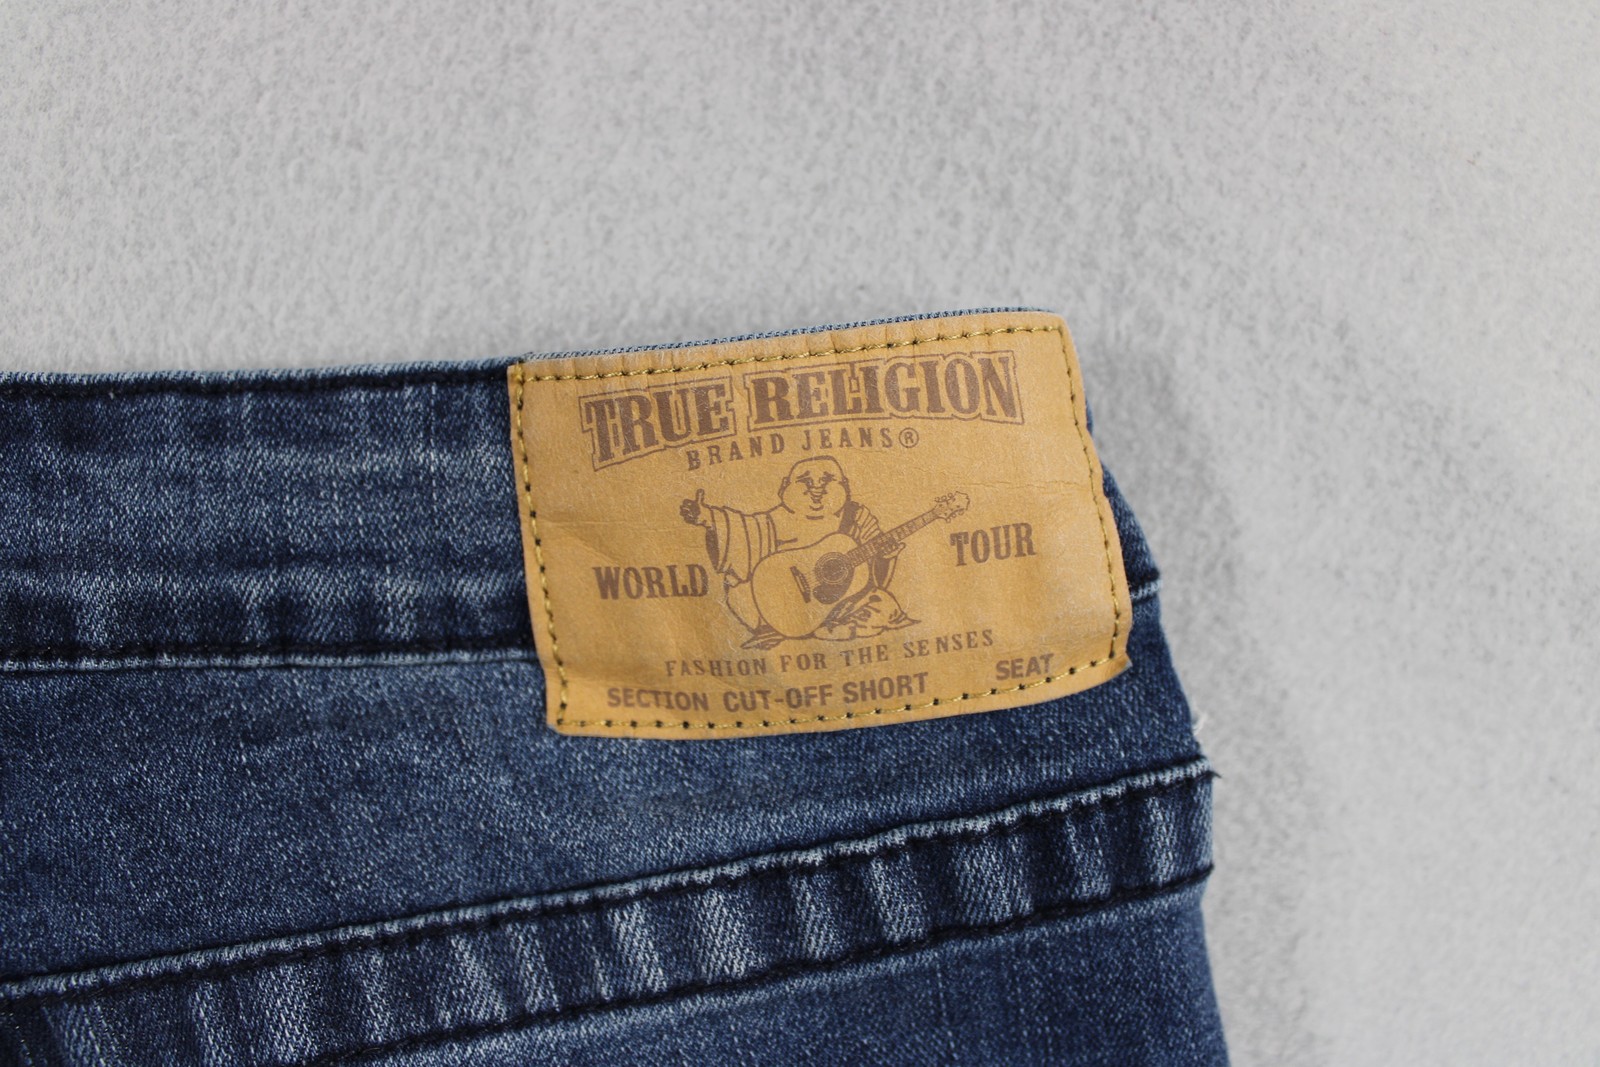 TRUE RELIGION
BRAND JEANS®
WORLD TOUR
FASHION FOR THE SENSES
SECTION CUT-OFF SHORT SEAT